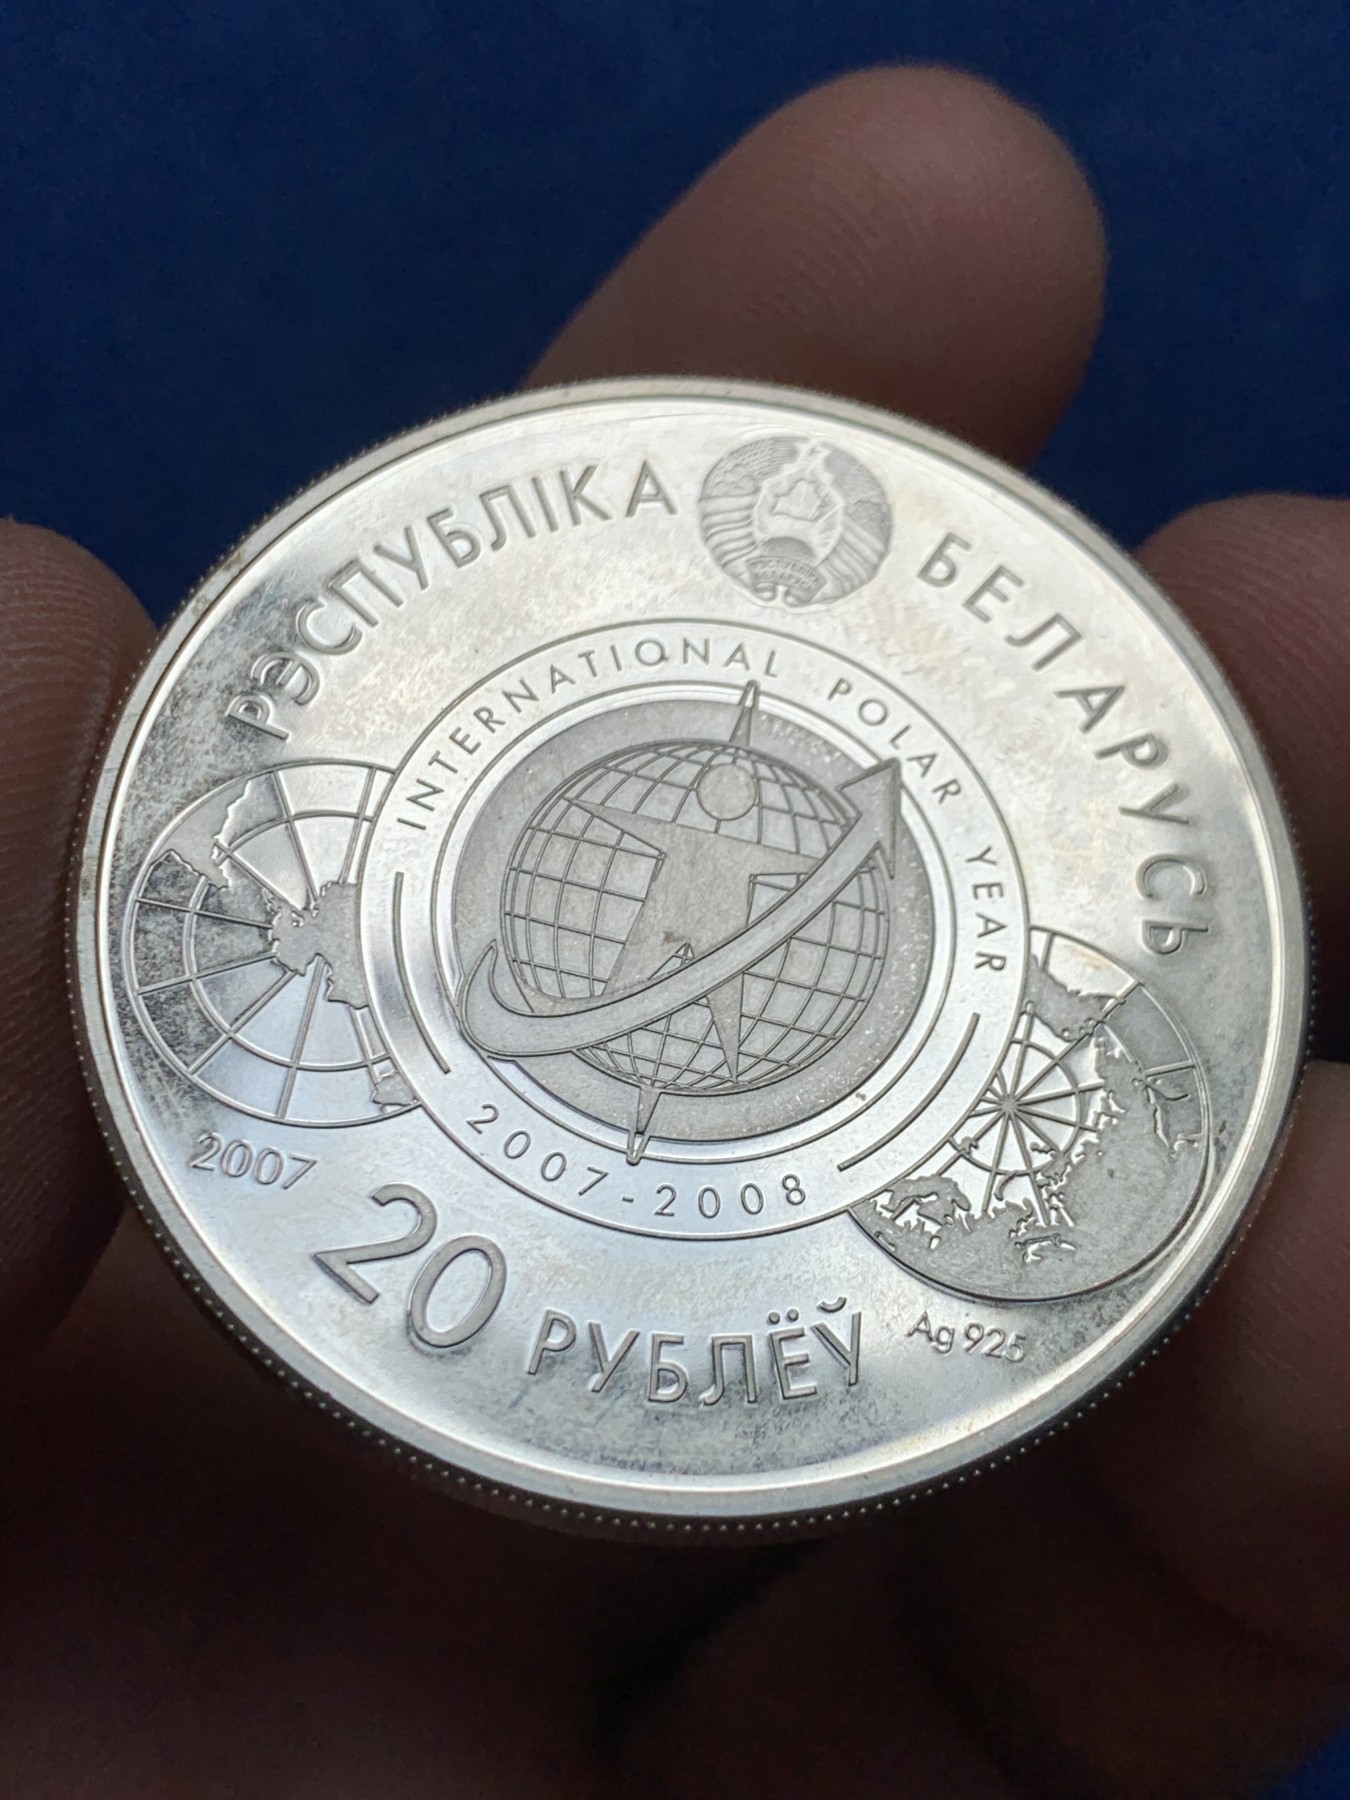 РЭСПУБЛІКА БЕЛАРУСЬ
INTERNATIONAL POLAR YEAR
2007-2008
2007
20 РУБЛЁЎ
Ag 925